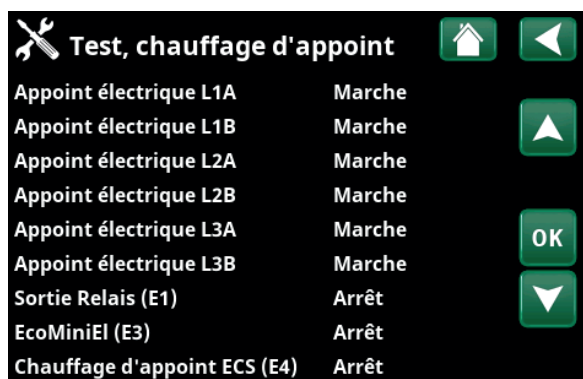 Test, chauffage d'appoint
Appoint électrique L1A Marche
Appoint électrique L1B Marche
Appoint électrique L2A Marche
Appoint électrique L2B Marche
Appoint électrique L3A Marche
Appoint électrique L3B Marche
OK
Sortie Relais (E1) Arrêt
EcoMiniEl (E3) Arrêt
Chauffage d'appoint ECS (E4) Arrêt